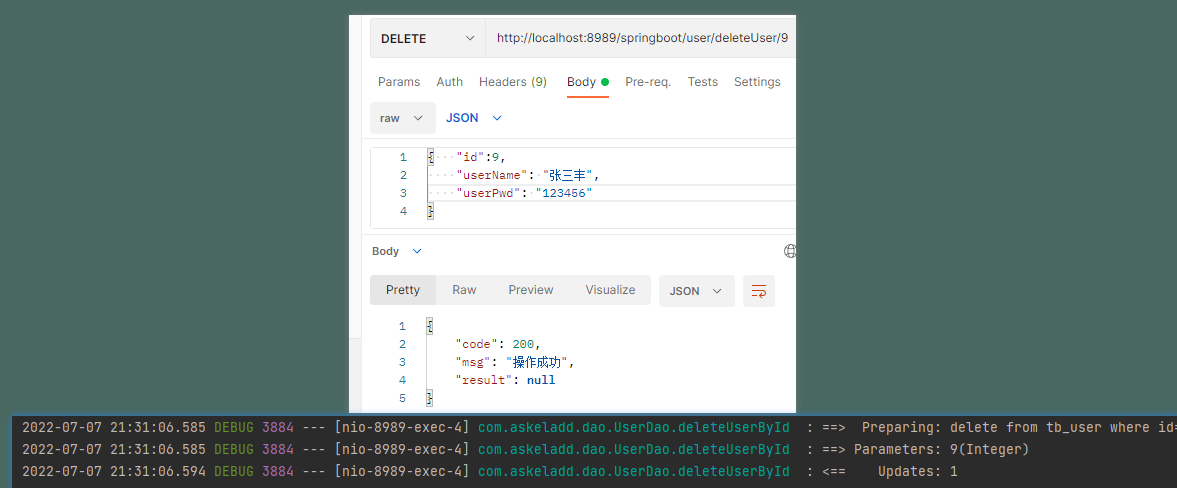 DELETE http://localhost:8989/springboot/user/deleteUser/9
Params Auth Headers (9) Body Pre-req. Tests Settings
raw JSON
1 { "id":9,
2 "userName": "张三丰",
3 "userPwd": "123456"
4 }
Body
Pretty Raw Preview Visualize JSON
1 {
2 "code": 200,
3 "msg": "操作成功",
4 "result": null
5 }
2022-07-07 21:31:06.585 DEBUG 3884 --- [nio-8989-exec-4] com.askeladd.dao.UserDao.deleteUserById : ==>  Preparing: delete from tb_user where id=
2022-07-07 21:31:06.585 DEBUG 3884 --- [nio-8989-exec-4] com.askeladd.dao.UserDao.deleteUserById : ==> Parameters: 9(Integer)
2022-07-07 21:31:06.594 DEBUG 3884 --- [nio-8989-exec-4] com.askeladd.dao.UserDao.deleteUserById : <==    Updates: 1